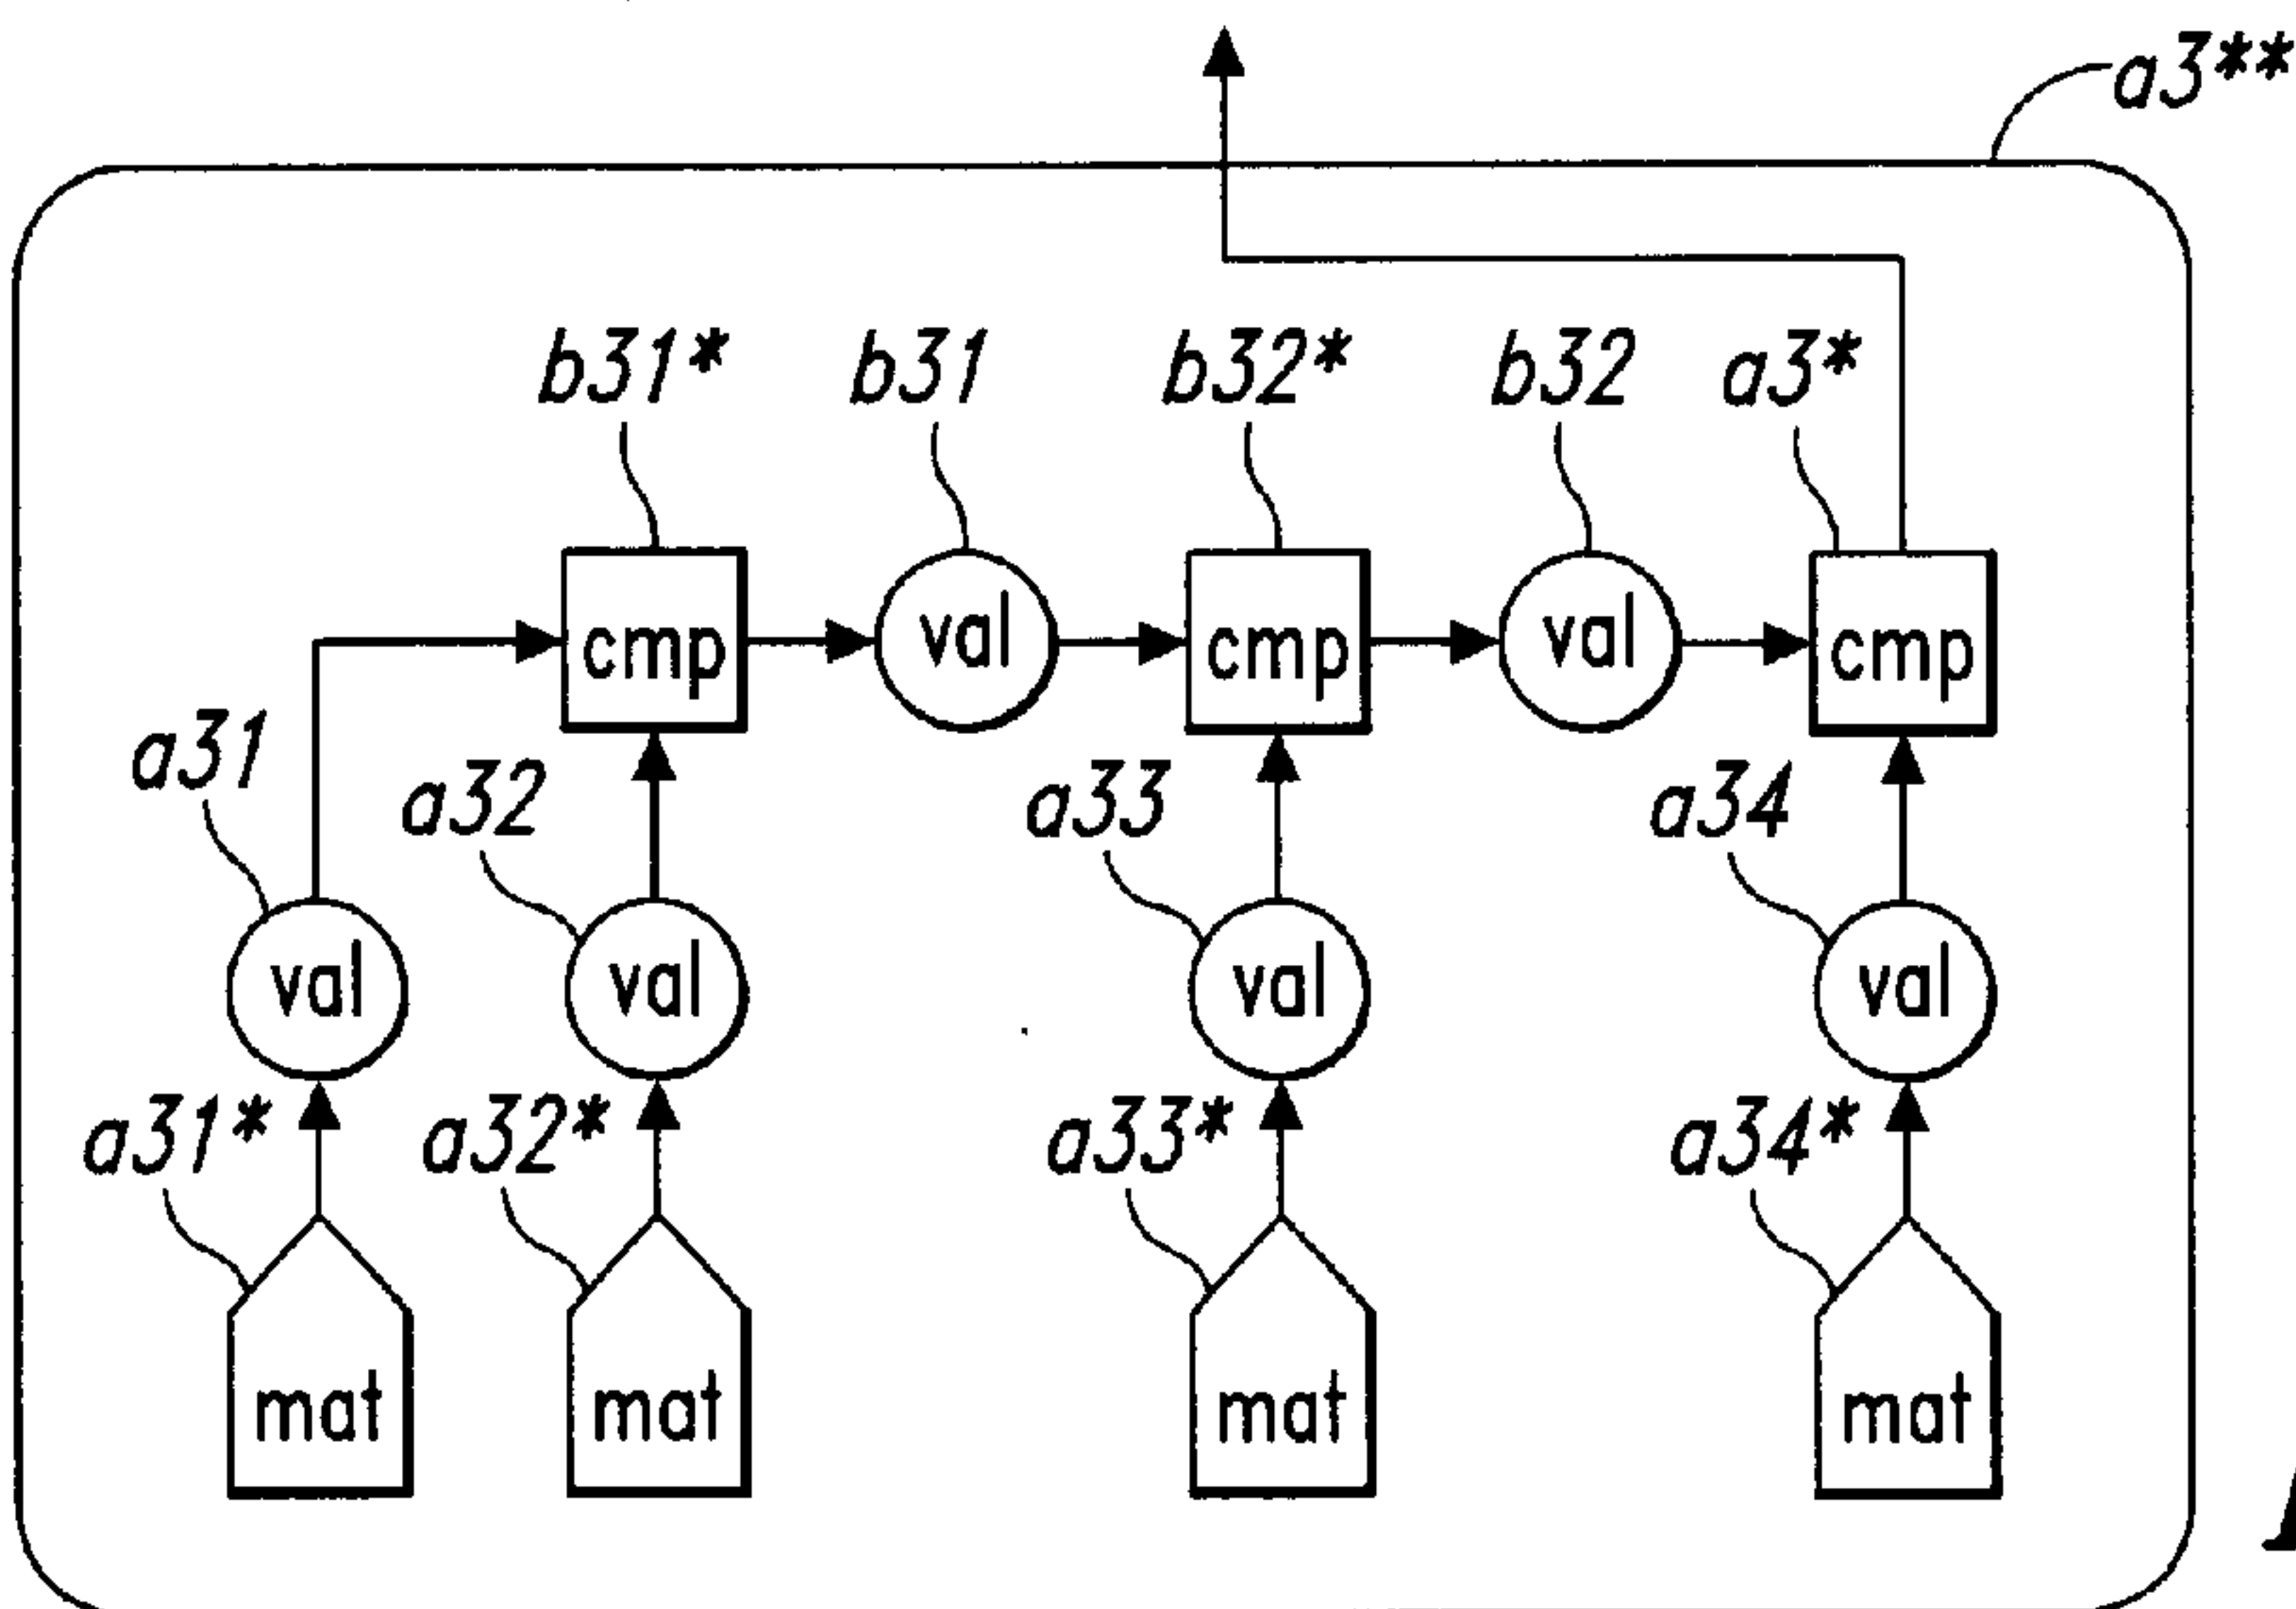 a3**
b31* b31 b32* b32 a3*
cmp val cmp val cmp
a31 a32 a33 a34
val val val val
a31* a32* a33* a34*
mat mat mat mat